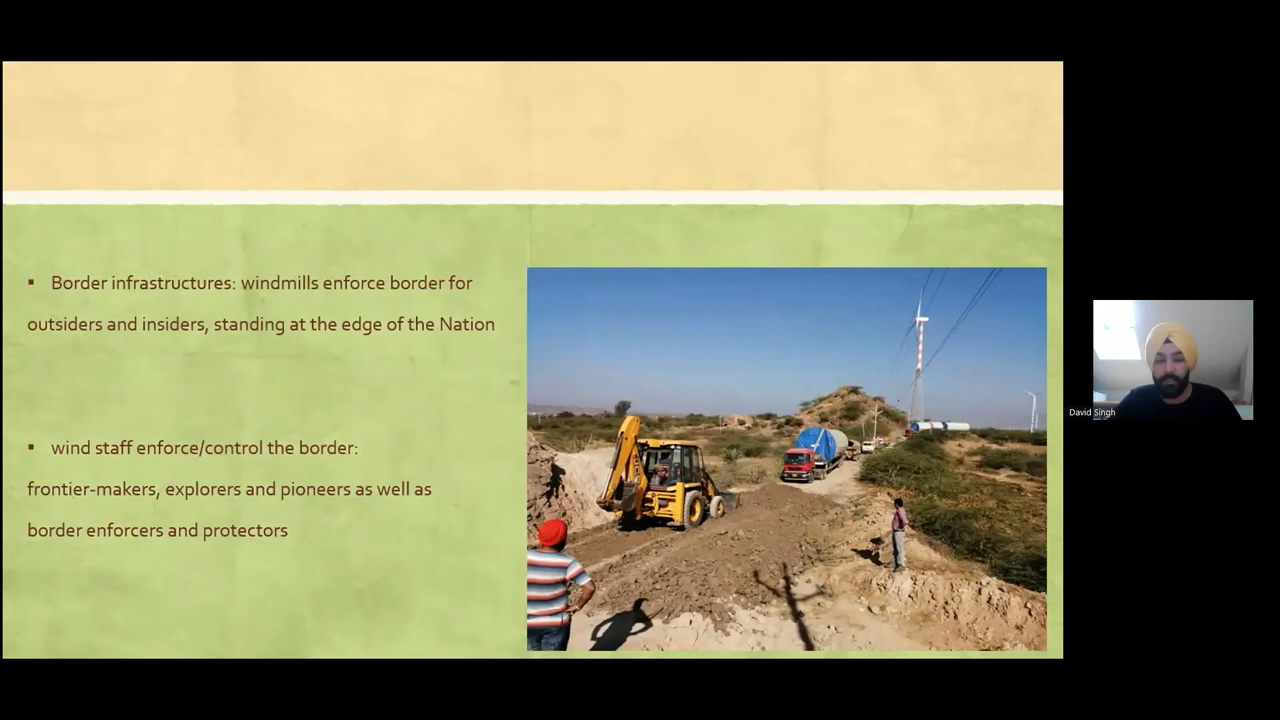 ▪ Border infrastructures: windmills enforce border for
outsiders and insiders, standing at the edge of the Nation
▪ wind staff enforce/control the border:
frontier-makers, explorers and pioneers as well as
border enforcers and protectors
David Singh